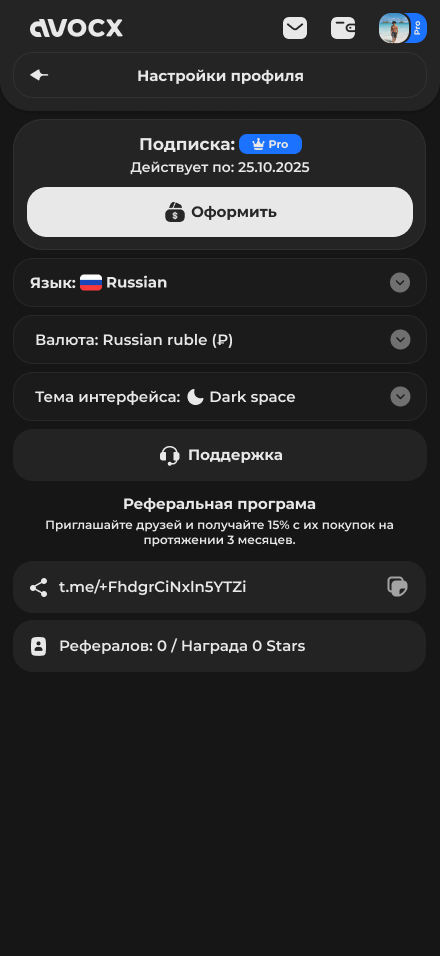 avocx
Pro
Настройки профиля
Подписка: Pro
Действует по: 25.10.2025
$ Оформить
Язык: Russian
Валюта: Russian ruble (₽)
Тема интерфейса: Dark space
Поддержка
Реферальная програма
Приглашайте друзей и получайте 15% с их покупок на
протяжении 3 месяцев.
t.me/+FhdgrCiNxln5YTZi
Рефералов: 0 / Награда 0 Stars